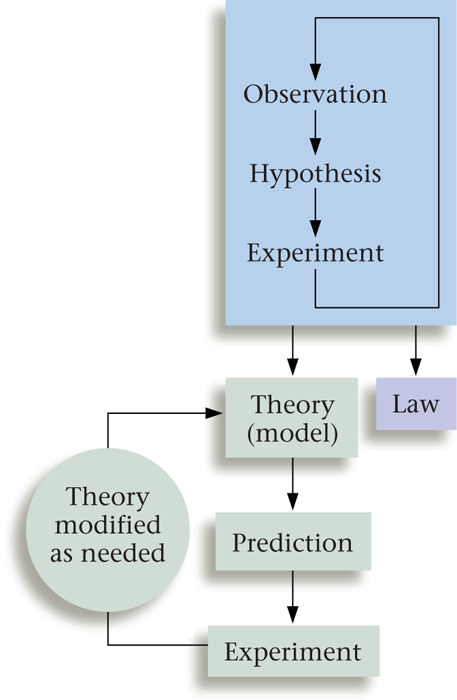 Observation
Hypothesis
Experiment
Theory
(model)
Law
Theory
modified
as needed
Prediction
Experiment